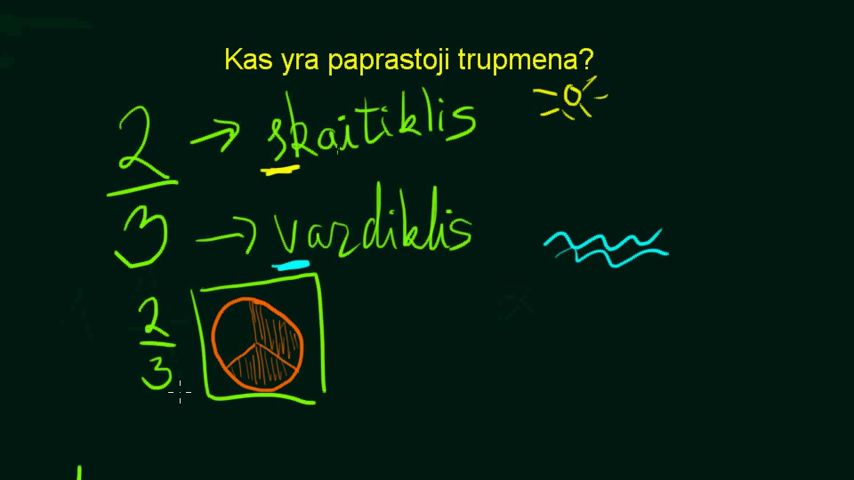 Kas yra paprastoji trupmena?
2 → skaitiklis
3 → vardiklis
2
3